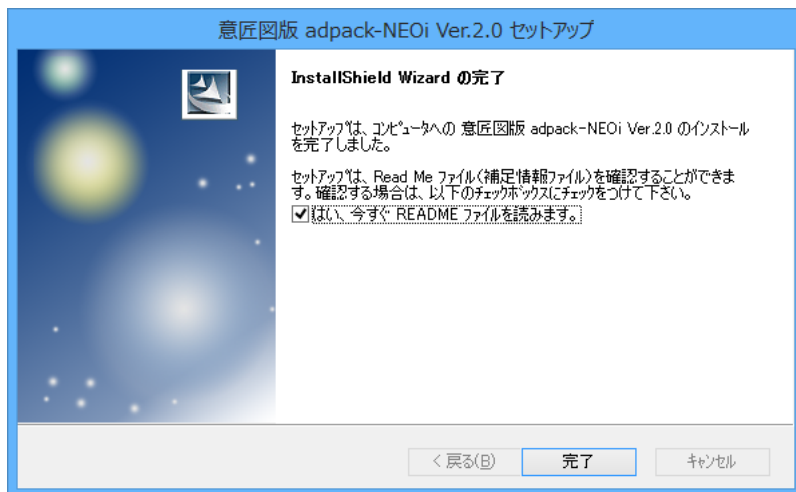 意匠図版 adpack-NEOi Ver.2.0 セットアップ
InstallShield Wizard の完了
セットアップは、コンピュータへの 意匠図版 adpack-NEOi Ver.2.0 のインストール
を完了しました。
セットアップは、Read Me ファイル(補足情報ファイル)を確認することができま
す。確認する場合は、以下のチェックボックスにチェックをつけて下さい。
はい、今すぐ README ファイルを読みます。
< 戻る(B)
完了
キャンセル